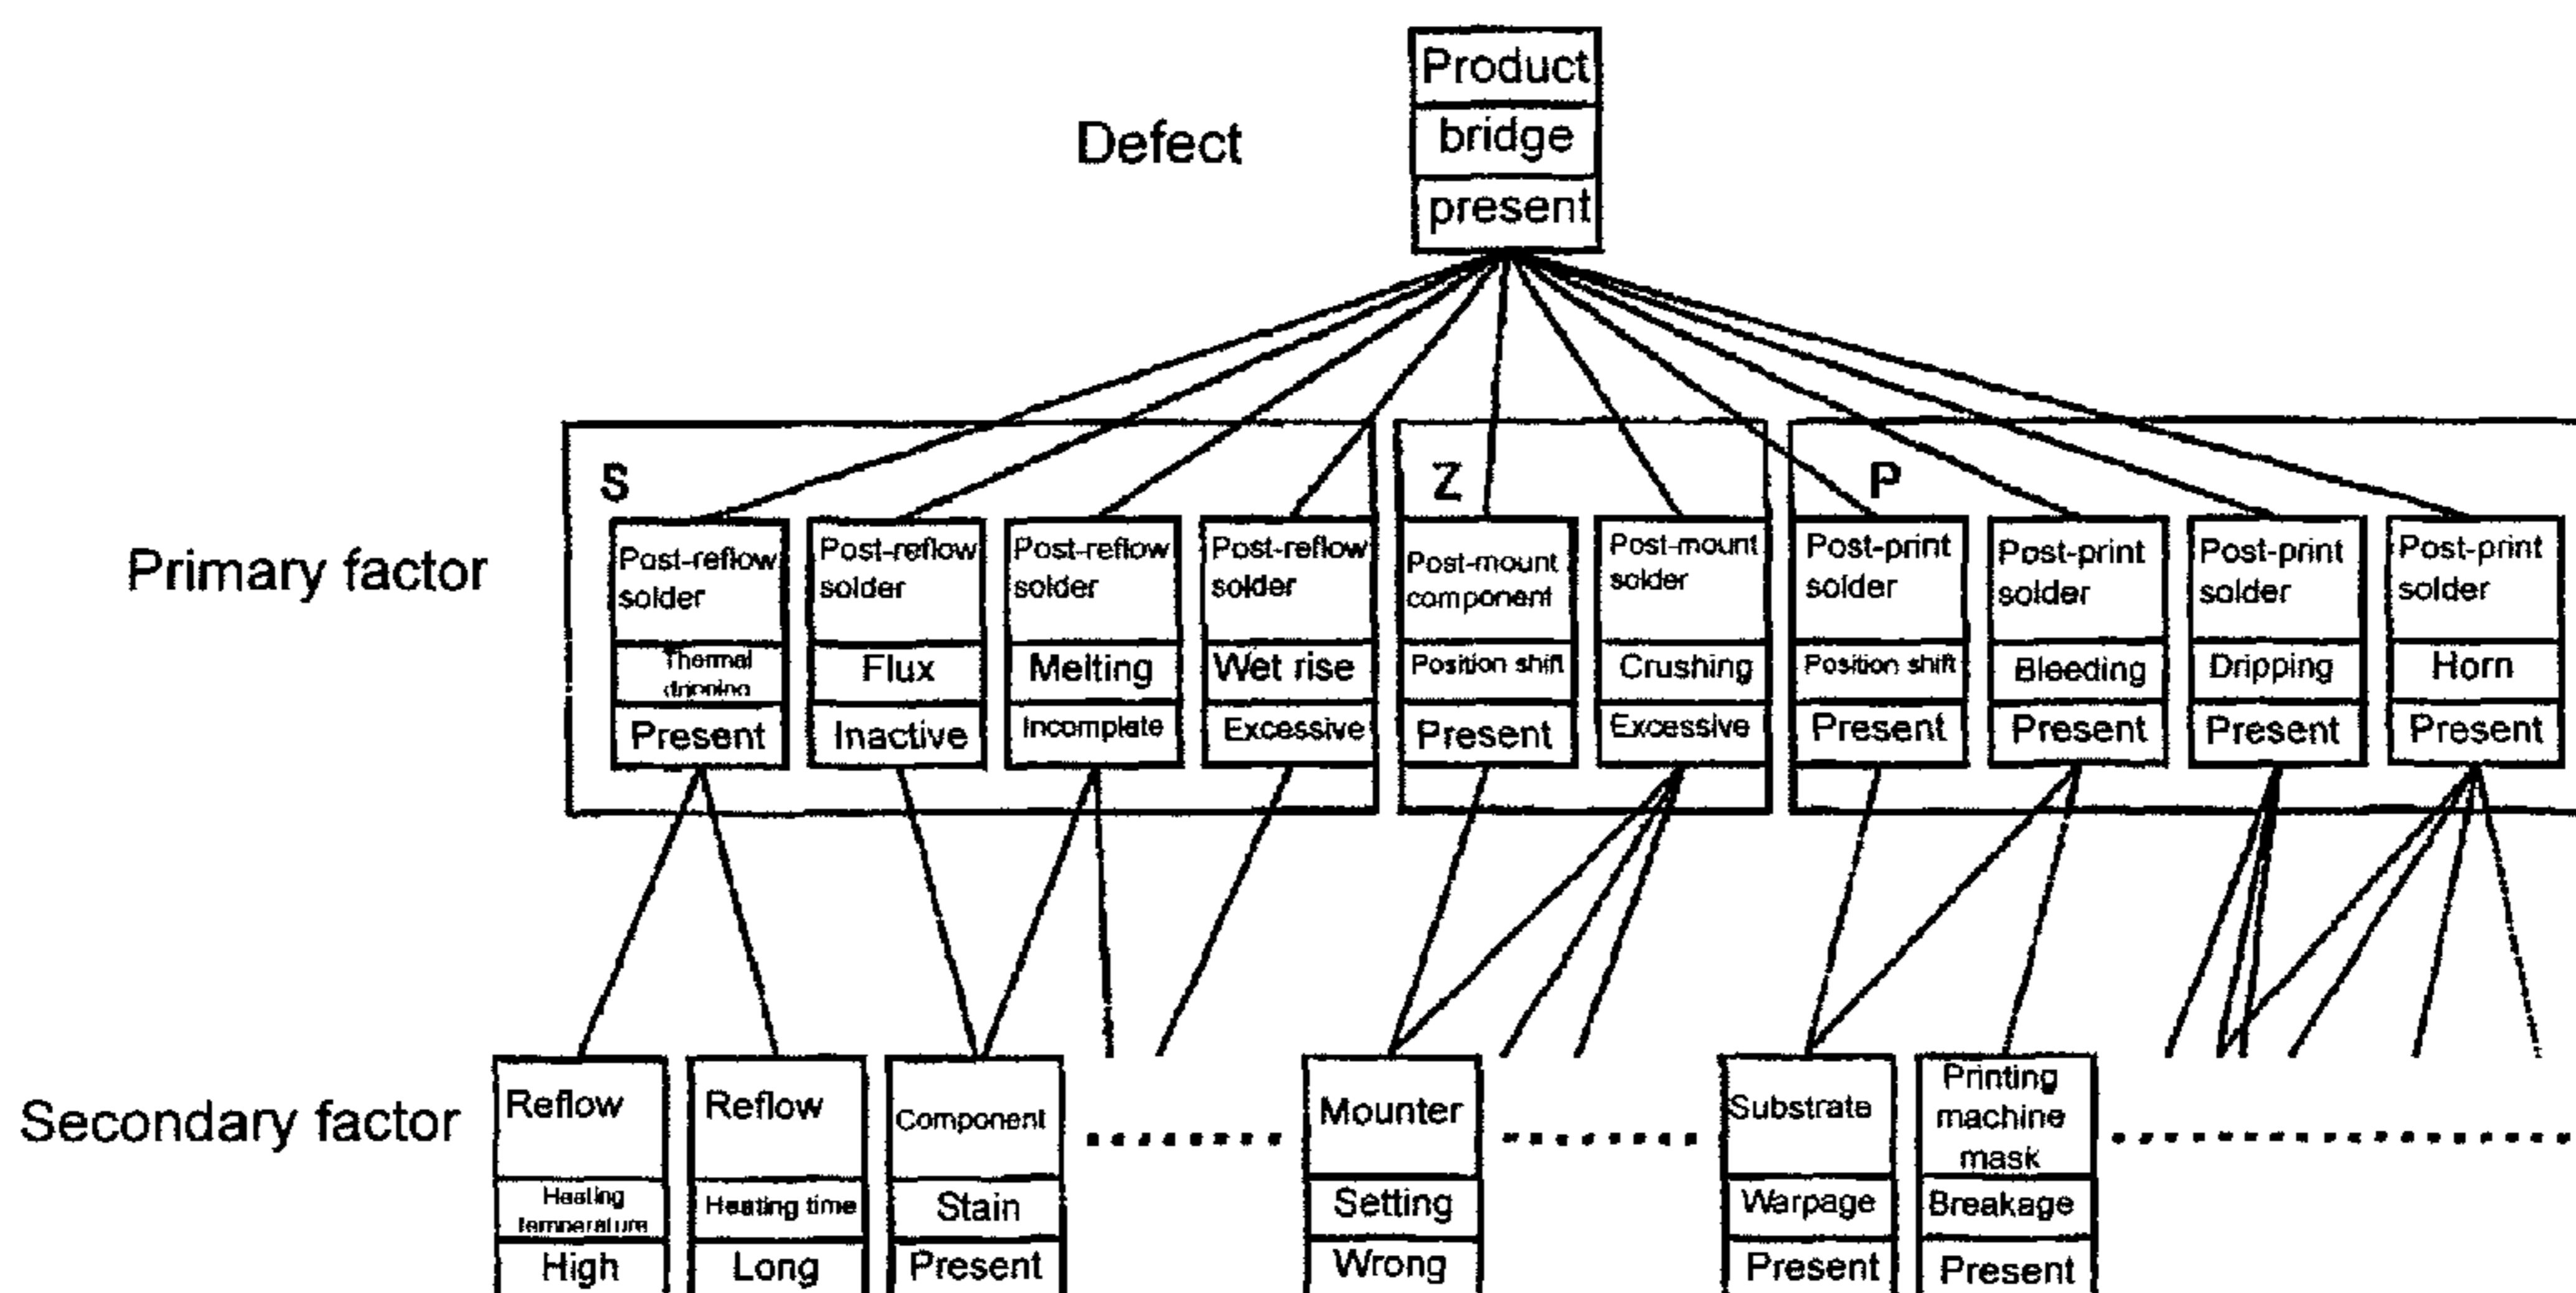 Product
bridge
present
Defect
S
Z
P
Primary factor
Post-reflow
solder
Thermal
dripping
Present
Post-reflow
solder
Flux
Inactive
Post-reflow
solder
Melting
Incomplete
Post-reflow
solder
Wet rise
Excessive
Post-mount
component
Position shift
Present
Post-mount
solder
Crushing
Excessive
Post-print
solder
Position shift
Present
Post-print
solder
Bleeding
Present
Post-print
solder
Dripping
Present
Post-print
solder
Horn
Present
Secondary factor
Reflow
Heating
temperature
High
Reflow
Heating time
Long
Component
Stain
Present
Mounter
Setting
Wrong
Substrate
Warpage
Present
Printing
machine
mask
Breakage
Present